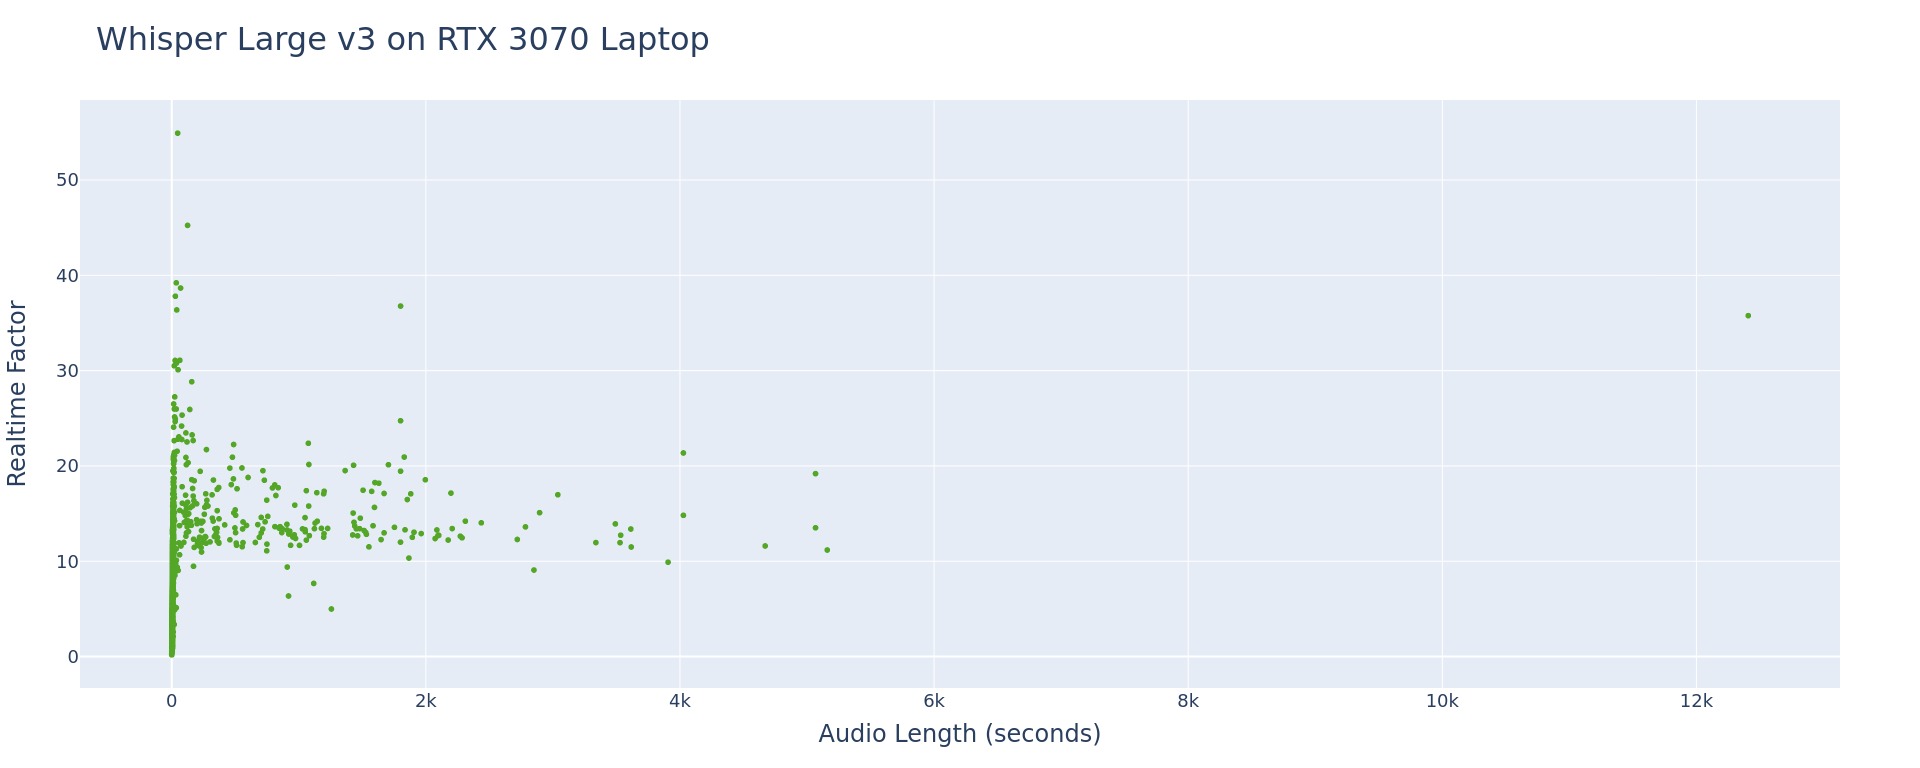 Whisper Large v3 on RTX 3070 Laptop
Realtime Factor
50
40
30
20
10
0
0 2k 4k 6k 8k 10k 12k
Audio Length (seconds)